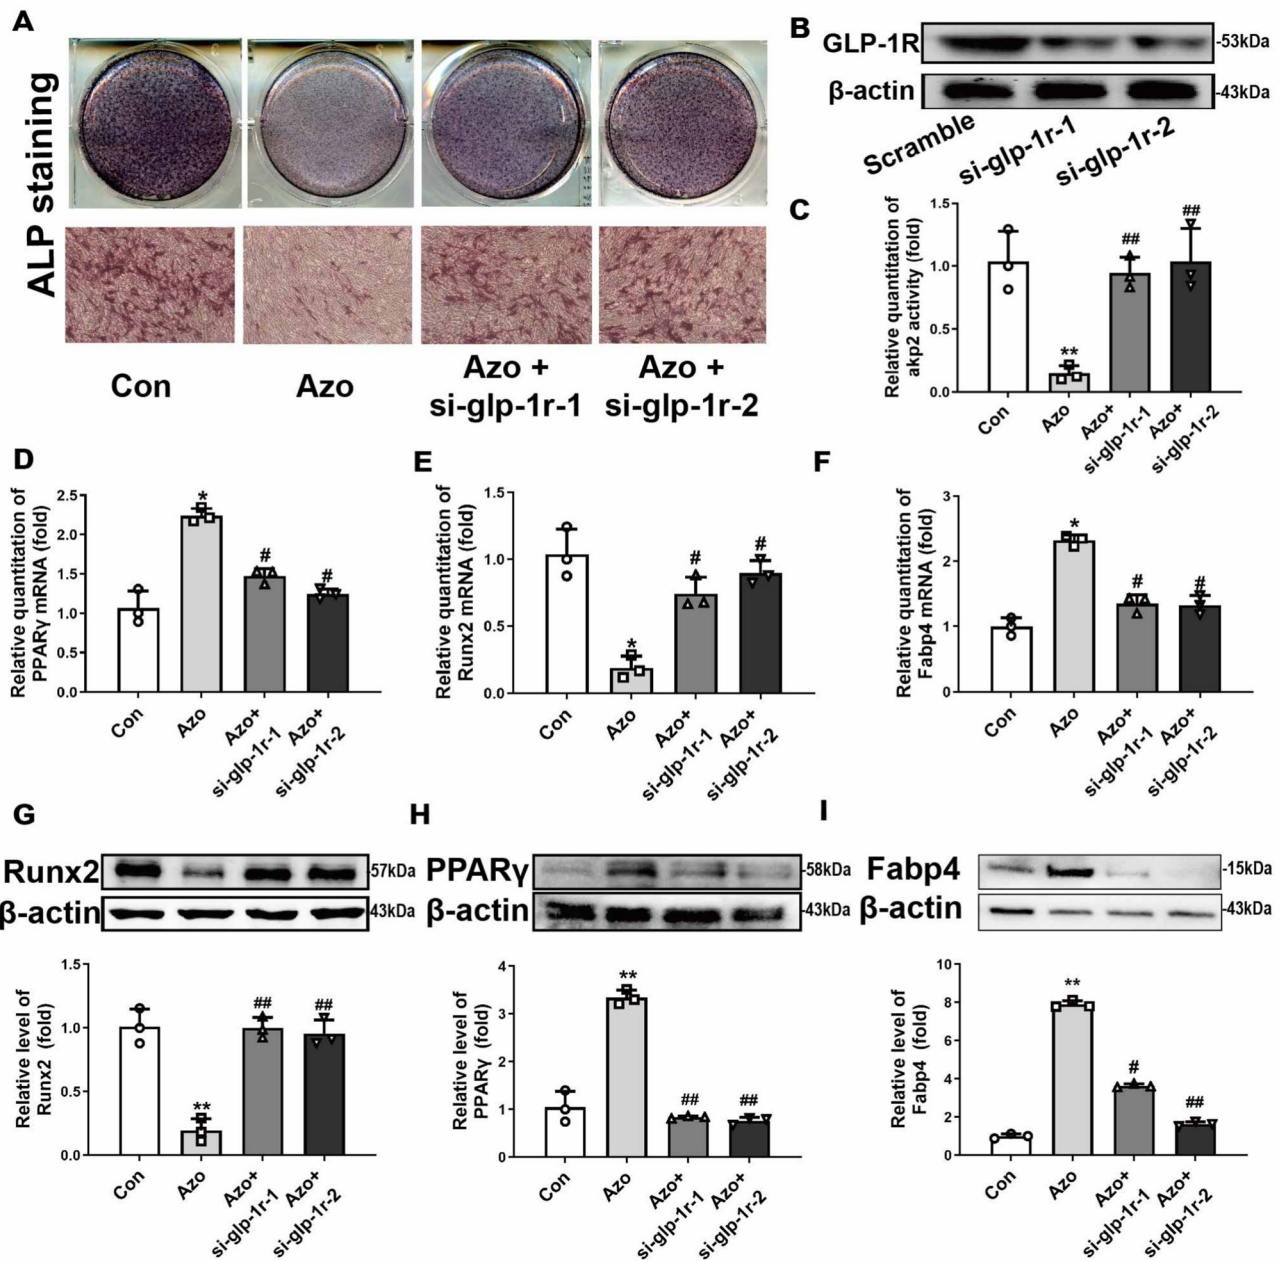 A
ALP staining
Con
Azo
Azo +
si-glp-1r-1
Azo +
si-glp-1r-2
B
GLP-1R
-53kDa
β-actin
-43kDa
Scramble
si-glp-1r-1
si-glp-1r-2
C
Relative quantitation of
akp2 activity (fold)
1.5
1.0
0.5
0.0
**
##
##
Con
Azo
Azo+
si-glp-1r-1
Azo+
si-glp-1r-2
D
Relative quantitation of
PPARγ mRNA (fold)
2.5
2.0
1.5
1.0
0.5
0.0
*
#
#
Con
Azo
Azo+
si-glp-1r-1
Azo+
si-glp-1r-2
E
Relative quantitation of
Runx2 mRNA (fold)
1.5
1.0
0.5
0.0
*
#
#
Con
Azo
Azo+
si-glp-1r-1
Azo+
si-glp-1r-2
F
Relative quantitation of
Fabp4 mRNA (fold)
3
2
1
0
*
#
#
Con
Azo
Azo+
si-glp-1r-1
Azo+
si-glp-1r-2
G
Runx2
-57kDa
β-actin
43kDa
Relative level of
Runx2 (fold)
1.5
1.0
0.5
0.0
**
##
##
Con
Azo
Azo+
si-glp-1r-1
Azo+
si-glp-1r-2
H
PPARγ
-58kDa
β-actin
-43kDa
Relative level of
PPARγ (fold)
4
3
2
1
0
**
##
##
Con
Azo
Azo+
si-glp-1r-1
Azo+
si-glp-1r-2
I
Fabp4
-15kDa
β-actin
-43kDa
Relative level of
Fabp4 (fold)
10
8
6
4
2
0
**
#
##
Con
Azo
Azo+
si-glp-1r-1
Azo+
si-glp-1r-2